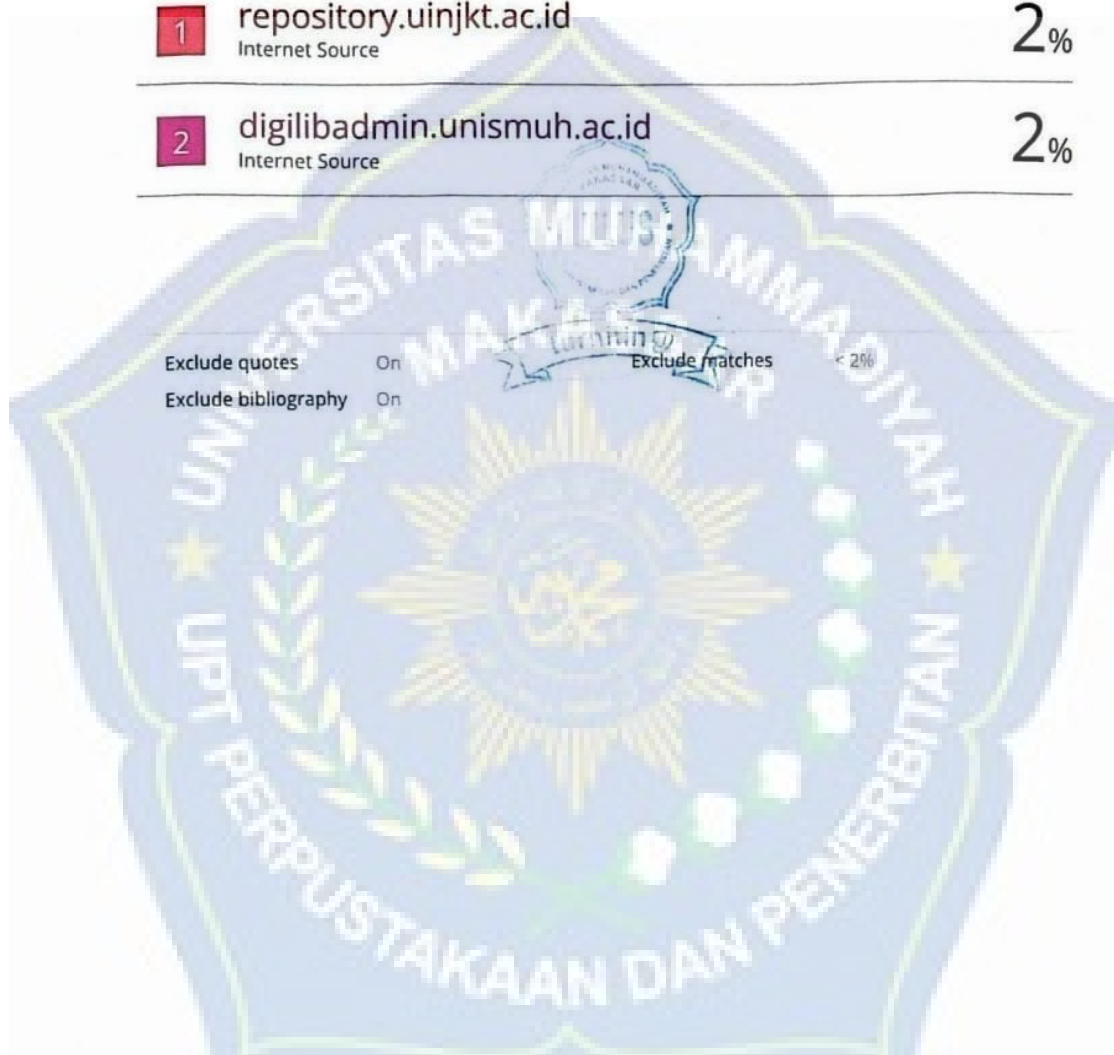 1 repository.uinjkt.ac.id 2%
Internet Source
2 digilibadmin.unismuh.ac.id 2%
Internet Source
UNIVERSITAS MUHAMMADIYAH
MAKASSAR
turnitin
Exclude quotes On Exclude matches < 2%
Exclude bibliography On
UPT PERPUSTAKAAN DAN PENERBITAN